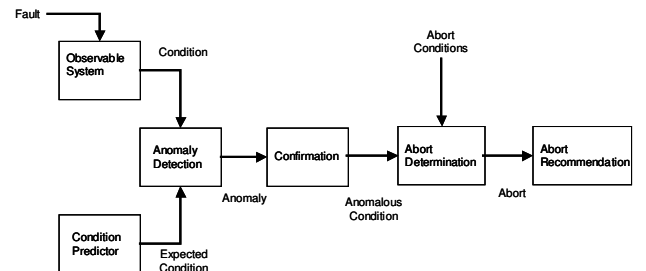 Fault
Observable
System
Condition
Abort
Conditions
Anomaly
Detection
Confirmation
Abort
Determination
Abort
Recommendation
Anomaly
Anomalous
Condition
Abort
Condition
Predictor
Expected
Condition